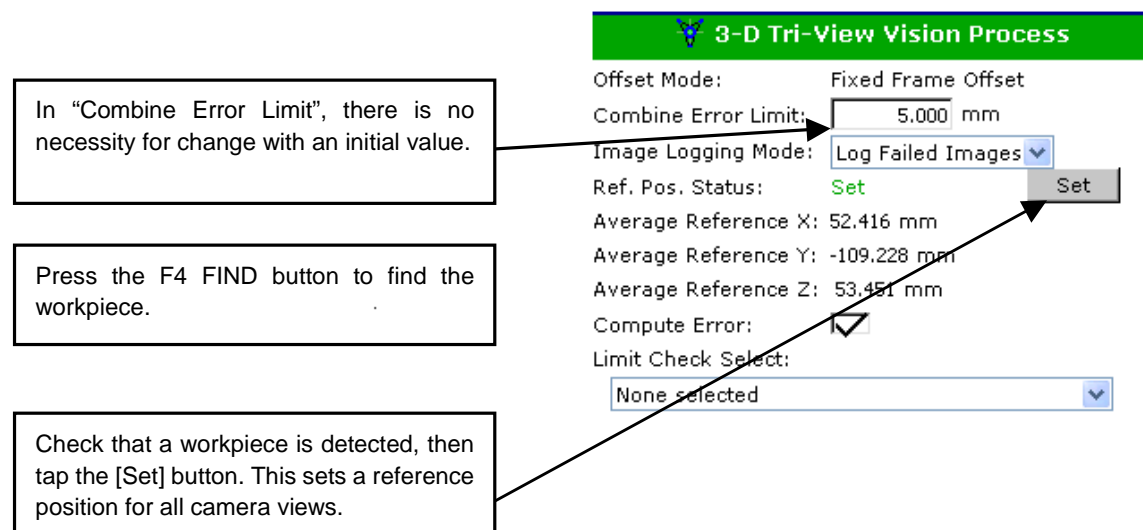 3-D Tri-View Vision Process
In “Combine Error Limit”, there is no
necessity for change with an initial value.
Press the F4 FIND button to find the
workpiece.
Check that a workpiece is detected, then
tap the [Set] button. This sets a reference
position for all camera views.
Offset Mode: Fixed Frame Offset
Combine Error Limit: 5.000 mm
Image Logging Mode: Log Failed Images
Ref. Pos. Status: Set Set
Average Reference X: 52.416 mm
Average Reference Y: -109.228 mm
Average Reference Z: 53.451 mm
Compute Error:
Limit Check Select:
None selected